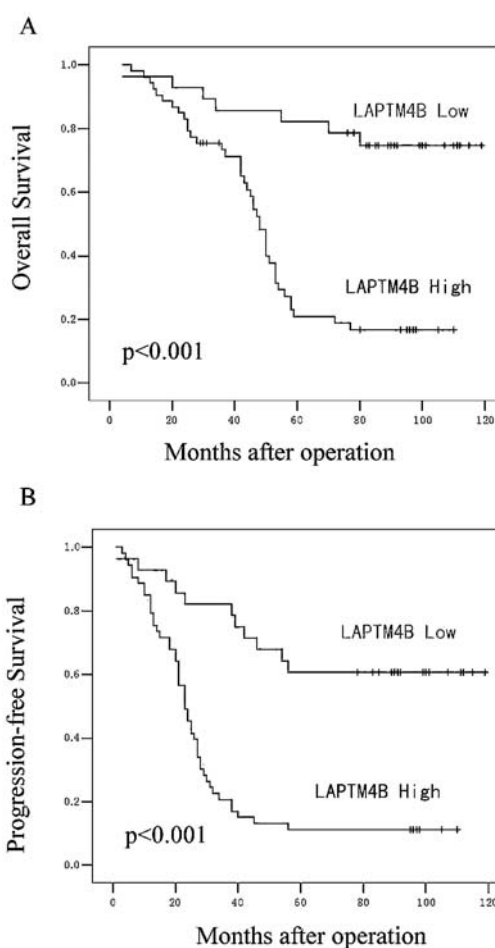 A
1.0
LAPTM4B Low
0.8
0.6
Overall Survival
0.4
LAPTM4B High
0.2
p<0.001
0.0
0 20 40 60 80 100 120
Months after operation
B
1.0
0.8
LAPTM4B Low
0.6
Progression-free Survival
0.4
LAPTM4B High
0.2
p<0.001
0.0
0 20 40 60 80 100 120
Months after operation